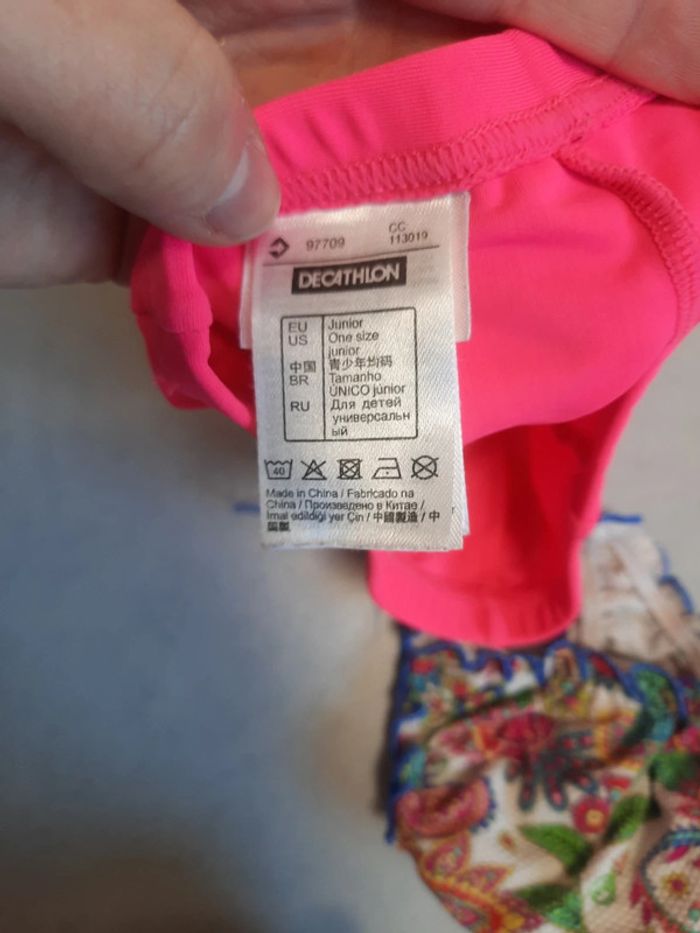 97709 CC
113019
DECATHLON
EU Junior
US One size
junior
中国 青少年均码
BR Tamanho
ÚNICO júnior
RU Для детей
универсальн
ый
40
Made in China / Fabricado na
China / Произведено в Китае /
Imal edildiği yer Çin / 中國製造 / 中
國製